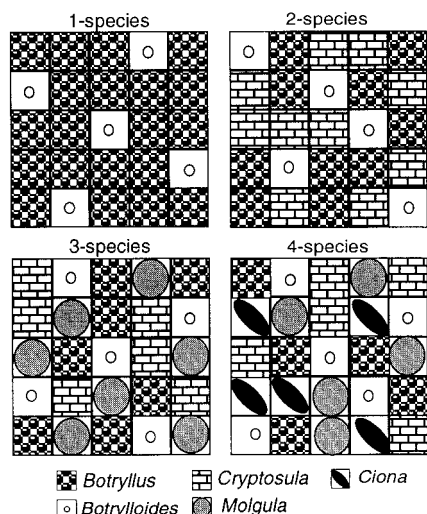 1-species 2-species
3-species 4-species
Botryllus Cryptosula Ciona
Botrylloides Molgula